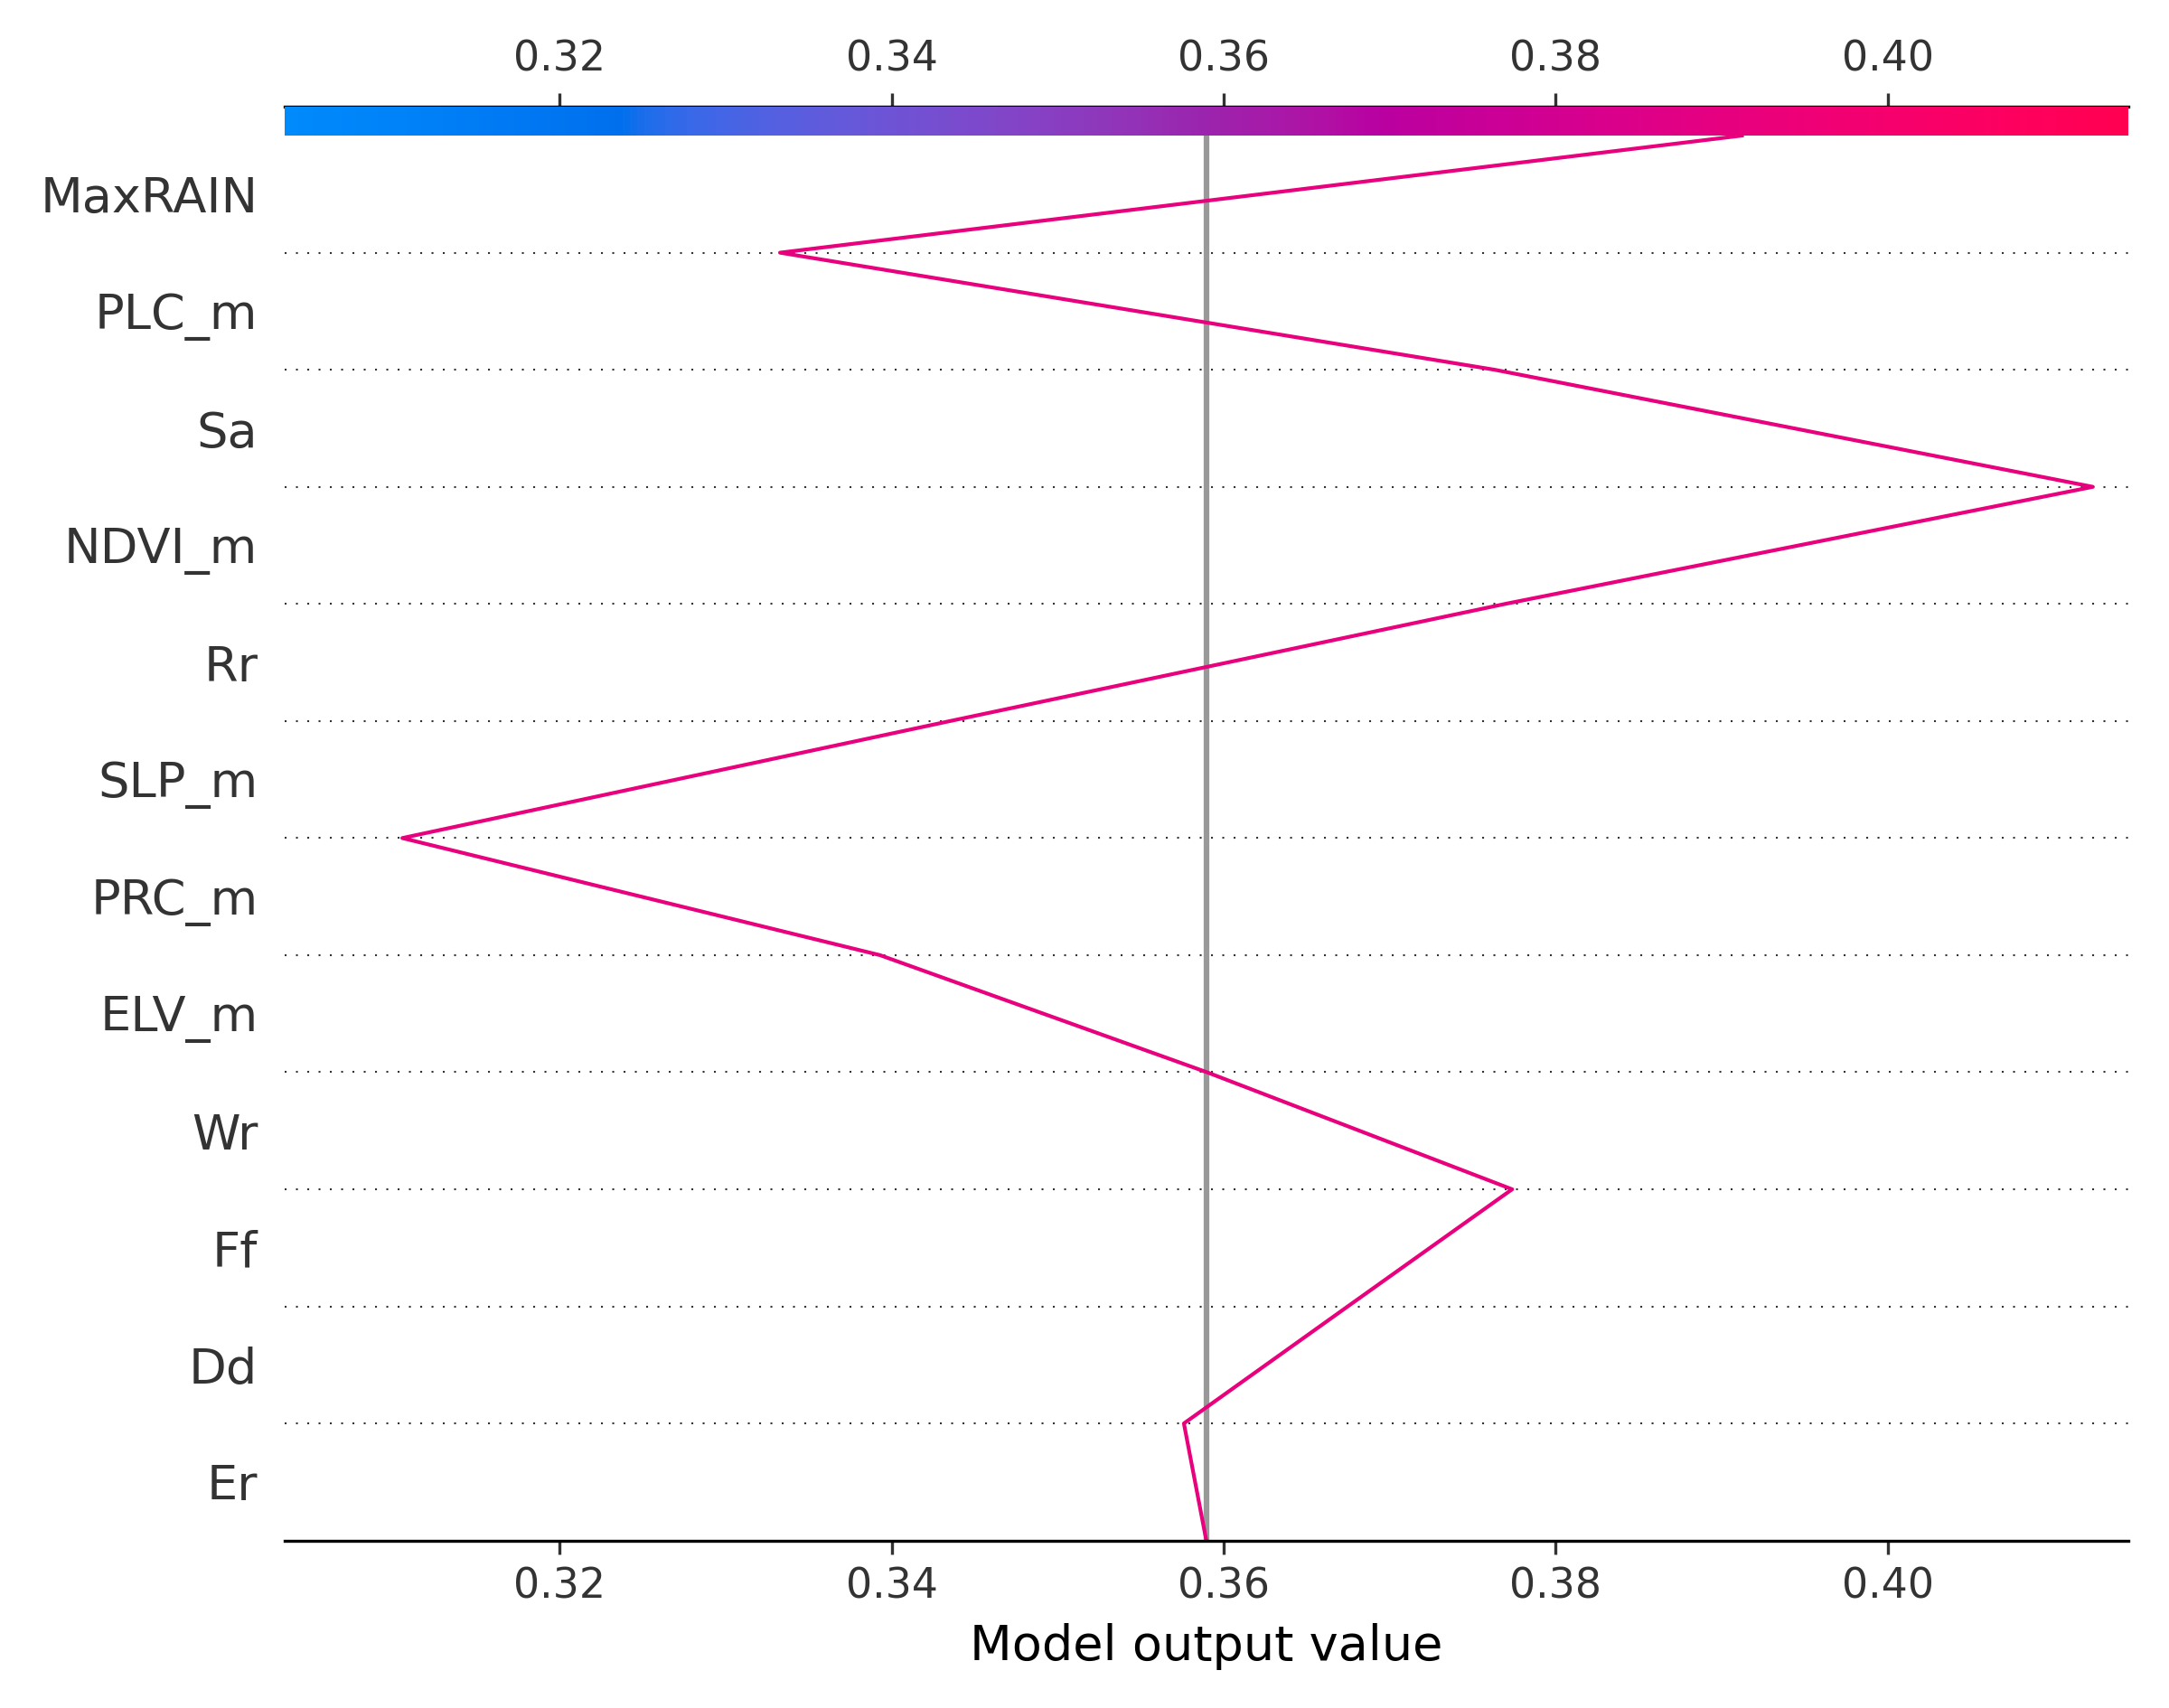 0.32 0.34 0.36 0.38 0.40
MaxRAIN
PLC_m
Sa
NDVI_m
Rr
SLP_m
PRC_m
ELV_m
Wr
Ff
Dd
Er
0.32 0.34 0.36 0.38 0.40
Model output value